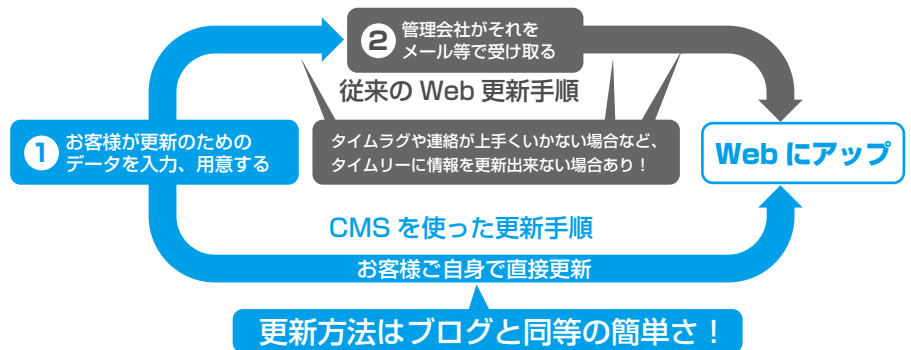 ② 管理会社がそれを
メール等で受け取る
従来の Web 更新手順
① お客様が更新のための
データを入力、用意する
タイムラグや連絡が上手くいかない場合など、
タイムリーに情報を更新出来ない場合あり！
Web にアップ
CMS を使った更新手順
お客様ご自身で直接更新
更新方法はブログと同等の簡単さ！